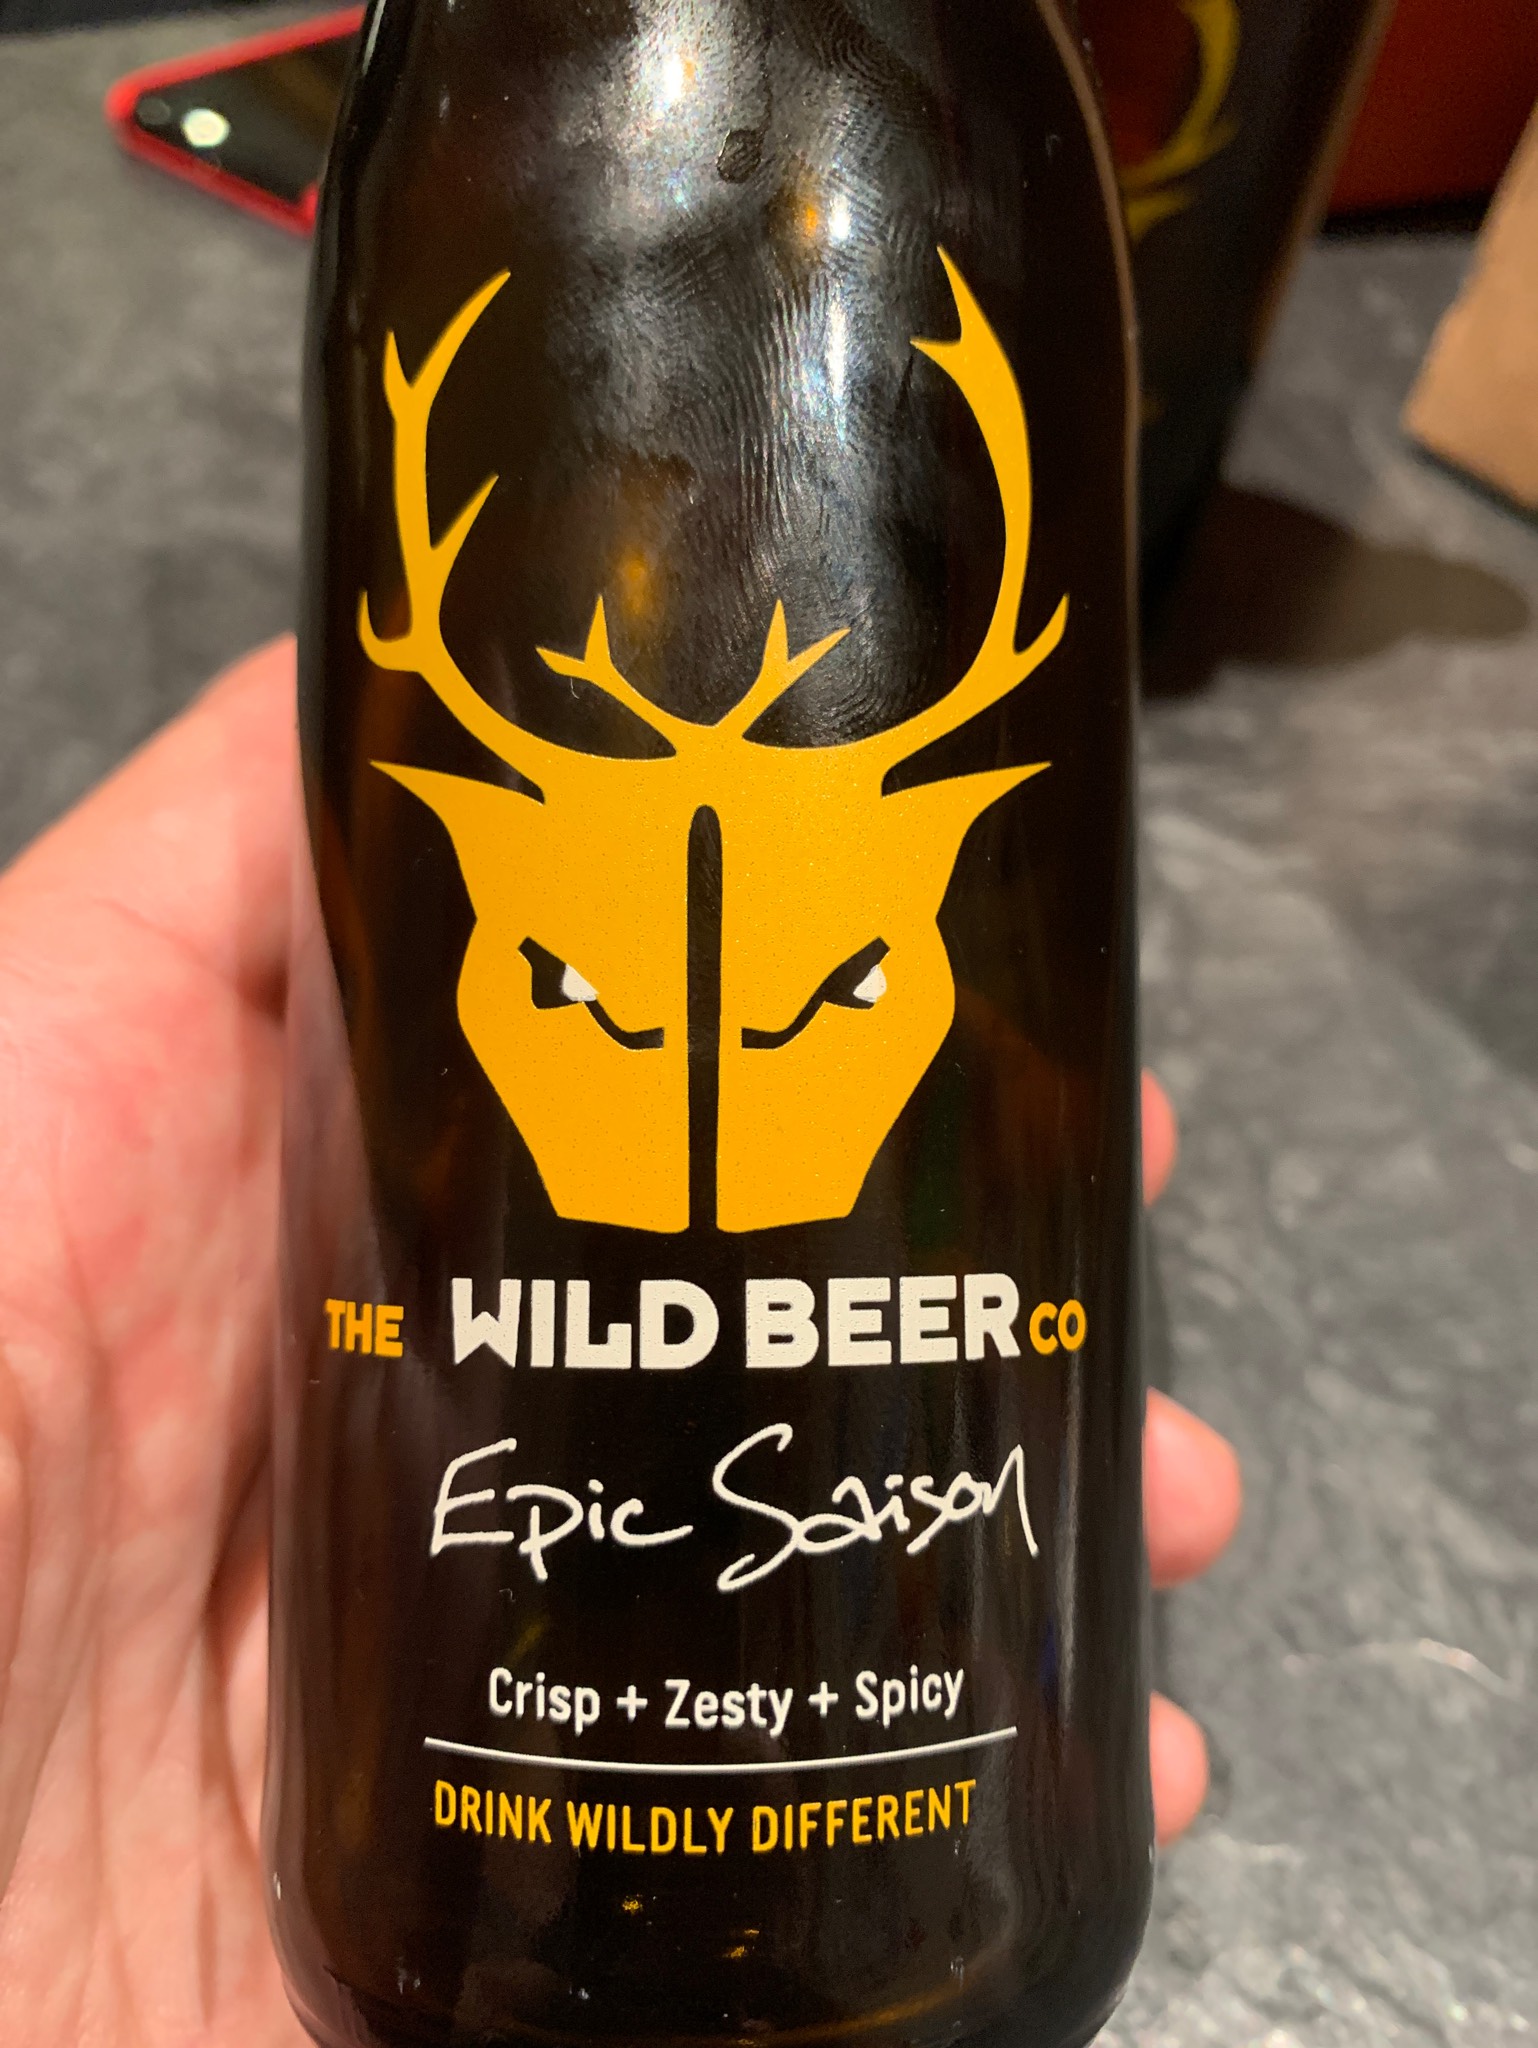 THE WILD BEER CO
Epic Saison
Crisp + Zesty + Spicy
DRINK WILDLY DIFFERENT